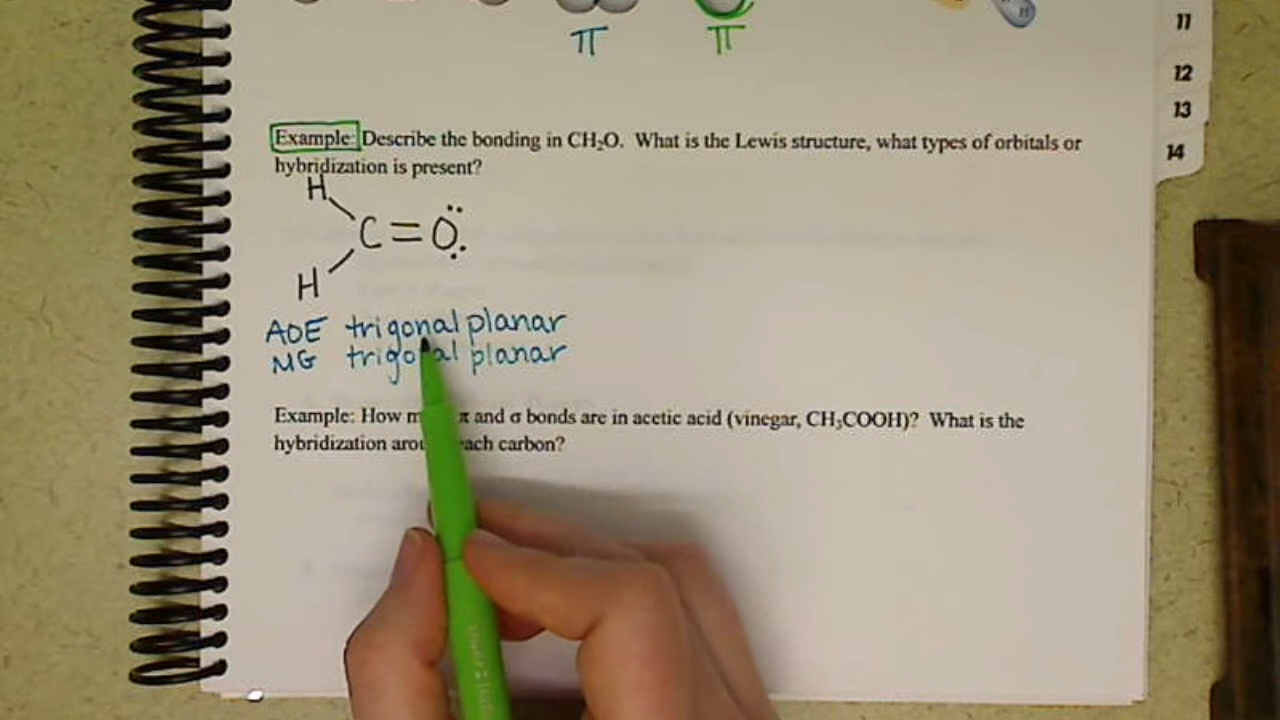 π π
11
12
13
14
Example: Describe the bonding in CH₂O. What is the Lewis structure, what types of orbitals or
hybridization is present?
H
C=O
H
AOE trigonal planar
MG trigonal planar
Example: How π and σ bonds are in acetic acid (vinegar, CH₃COOH)? What is the
hybridization each carbon?